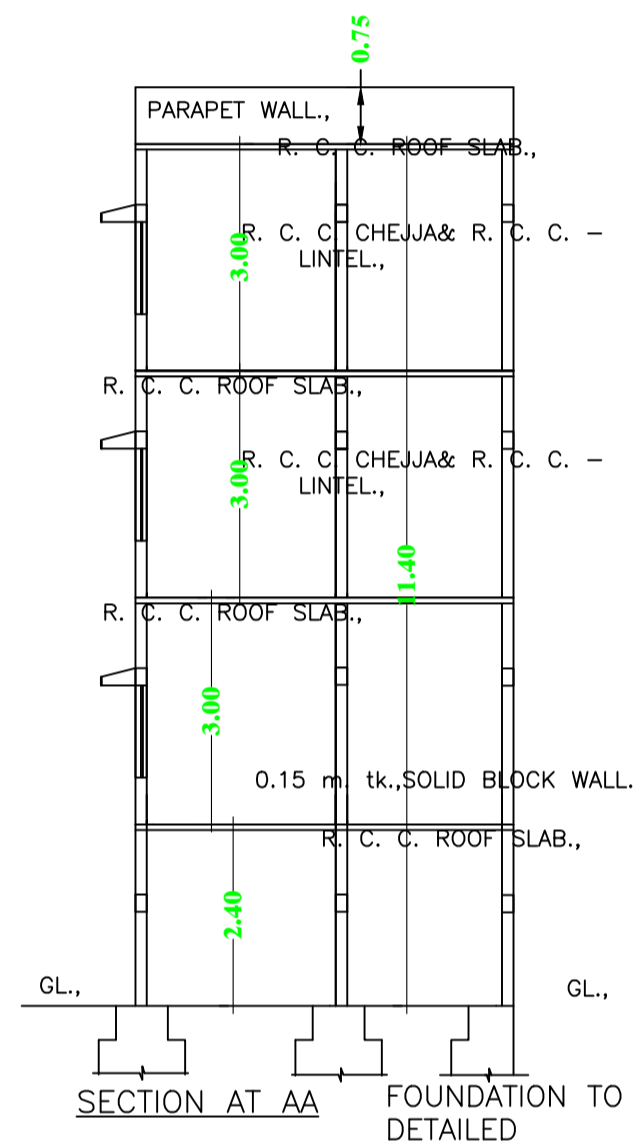 0.75
PARAPET WALL.,
R. C. C. ROOF SLAB.,
R. C. C. CHEJJA& R. C. C. –
LINTEL.,
3.00
R. C. C. ROOF SLAB.,
R. C. C. CHEJJA& R. C. C. –
LINTEL.,
3.00
11.40
R. C. C. ROOF SLAB.,
3.00
0.15 m. tk.,SOLID BLOCK WALL.
R. C. C. ROOF SLAB.,
2.40
GL.,
GL.,
SECTION AT AA
FOUNDATION TO
DETAILED